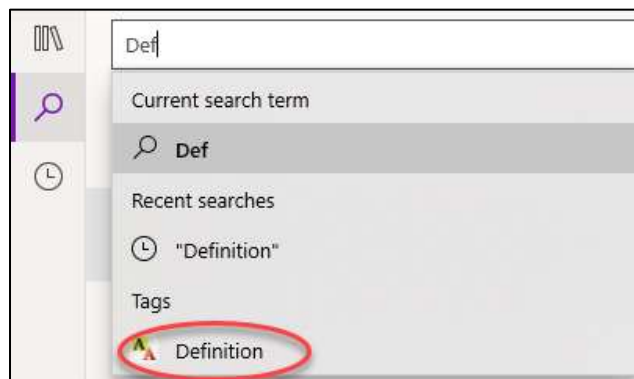 Def
Current search term
Def
Recent searches
"Definition"
Tags
Definition